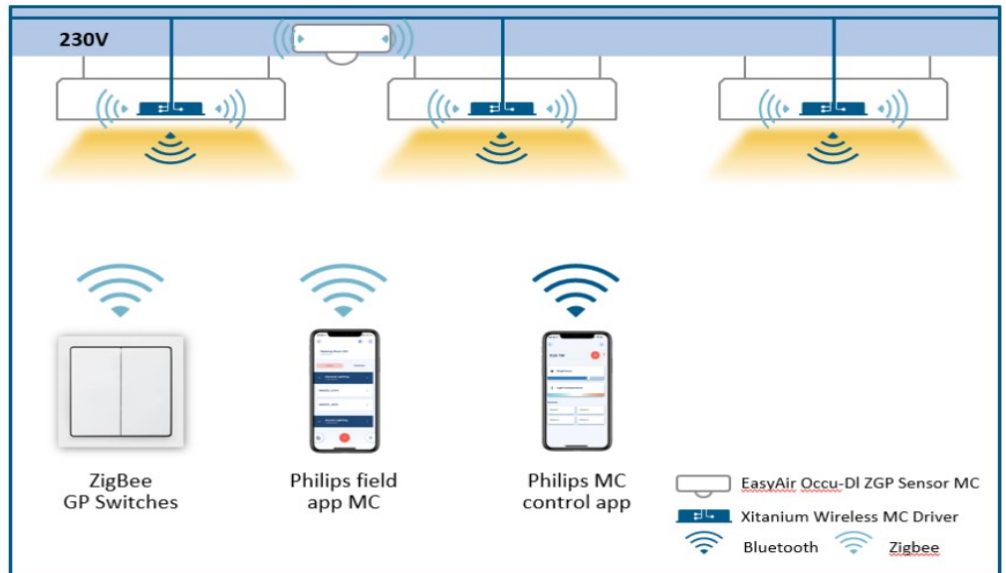 230V
ZigBee
GP Switches
Philips field
app MC
Philips MC
control app
EasyAir Occu-DI ZGP Sensor MC
Xitanium Wireless MC Driver
Bluetooth
Zigbee